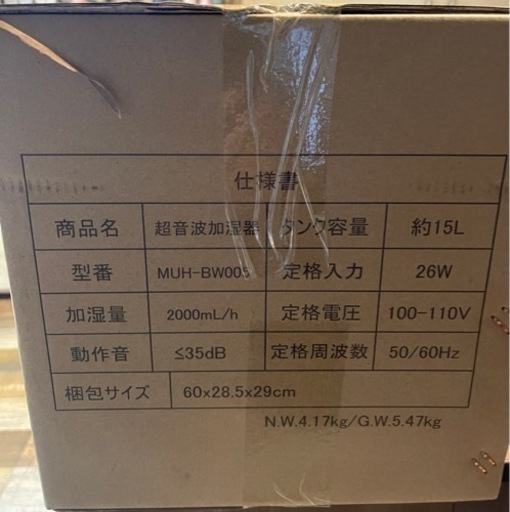 仕様書
商品名 超音波加湿器 タンク容量 約15L
型番 MUH-BW005 定格入力 26W
加湿量 2000mL/h 定格電圧 100-110V
動作音 ≤35dB 定格周波数 50/60Hz
梱包サイズ 60x28.5x29cm
N.W.4.17kg/G.W.5.47kg